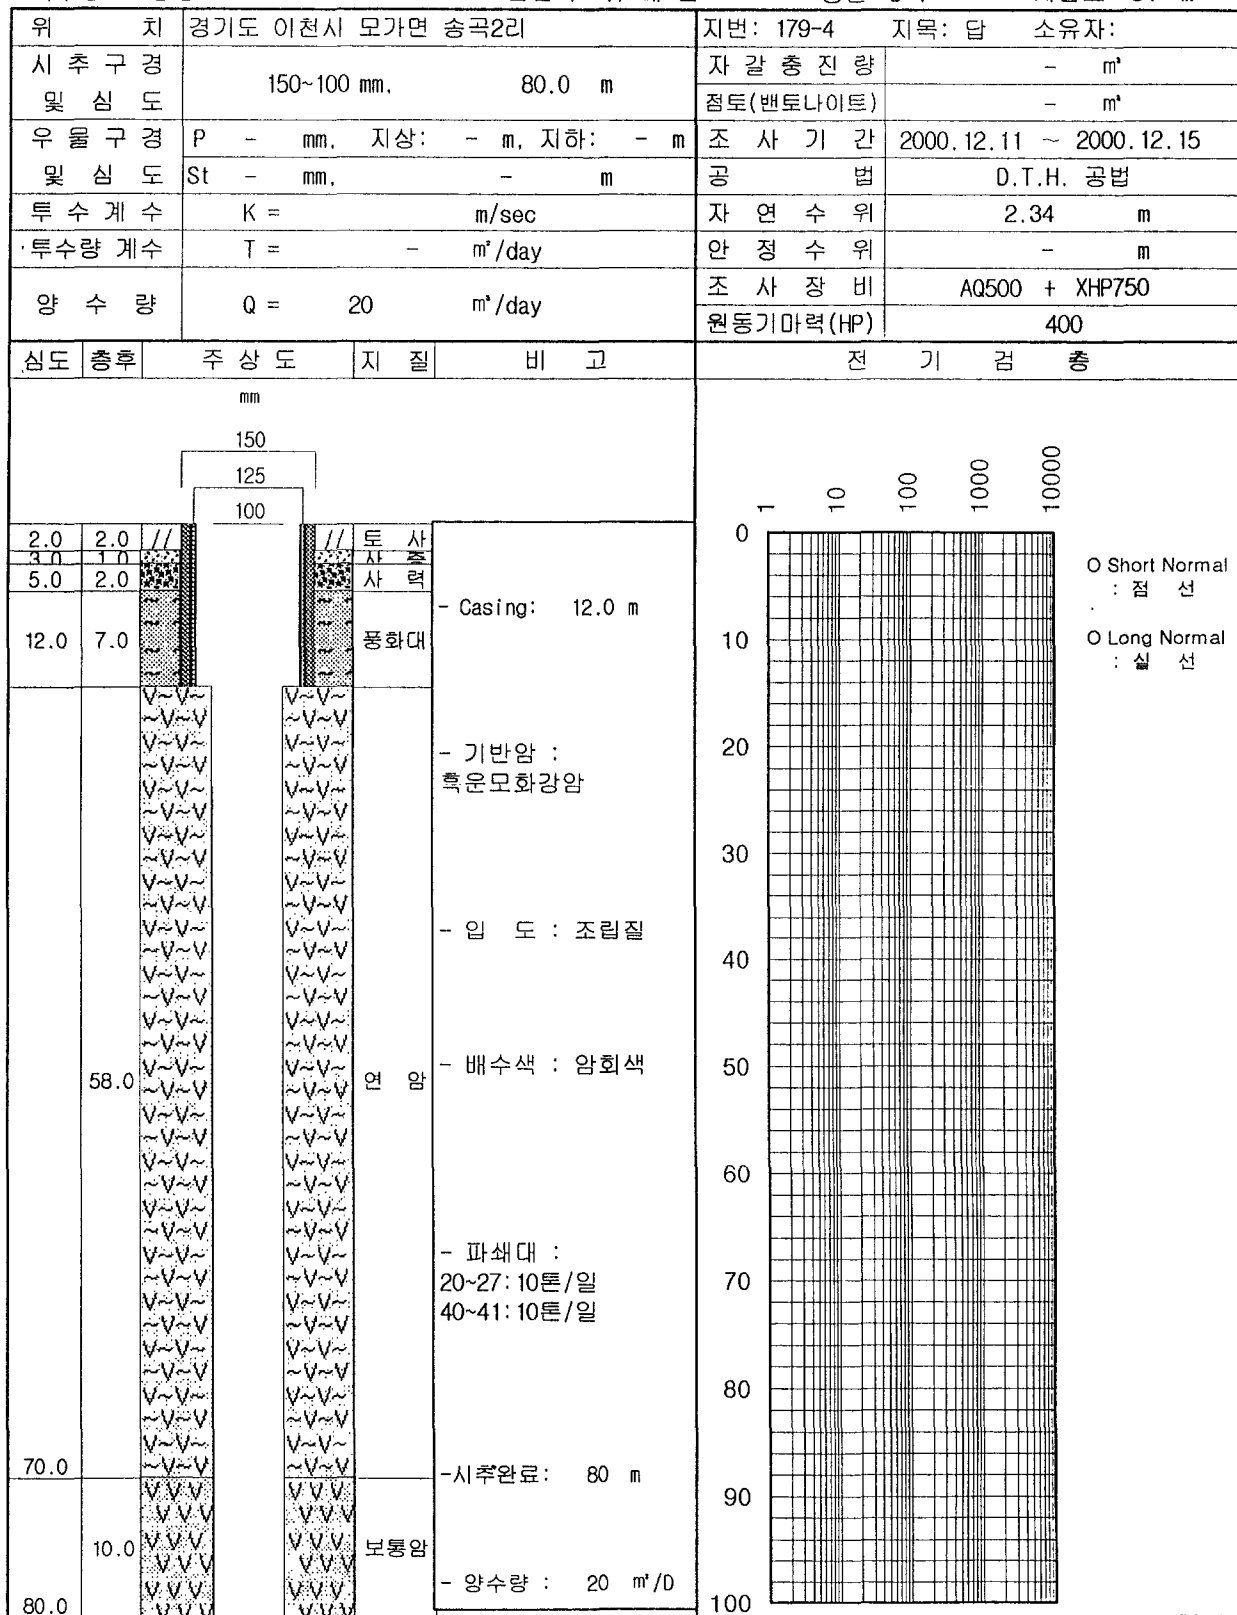 위 치 경기도 이천시 모가면 송곡2리 지번: 179-4 지목: 답 소유자:
시 추 구 경 및 심 도 150~100 mm, 80.0 m 자 갈 충 진 량 - m³
점토(밴토나이트) - m³
우 물 구 경 및 심 도 P - mm, 지상: - m, 지하: - m 조 사 기 간 2000.12.11 ~ 2000.12.15
St - mm, - m 공 법 D.T.H. 공법
투 수 계 수 K = m/sec 자 연 수 위 2.34 m
투수량 계수 T = - m²/day 안 정 수 위 - m
양 수 량 Q = 20 m³/day 조 사 장 비 AQ500 + XHP750
원동기마력(HP) 400
심도 층후 주 상 도 지 질 비 고 전 기 검 층
mm
150
125
100
1 10 100 1000 10000
2.0 2.0 토 사
3.0 1.0 사 층
5.0 2.0 사 력
12.0 7.0 풍화대
- Casing: 12.0 m
- 기반암 :
흑운모화강암
- 입 도 : 조립질
58.0 연 암
- 배수색 : 암회색
- 파쇄대 :
20~27:10톤/일
40~41:10톤/일
70.0
-시추완료: 80 m
10.0 보통암
- 양수량 : 20 m³/D
80.0
0
10
20
30
40
50
60
70
80
90
100
O Short Normal
: 점 선
O Long Normal
: 실 선